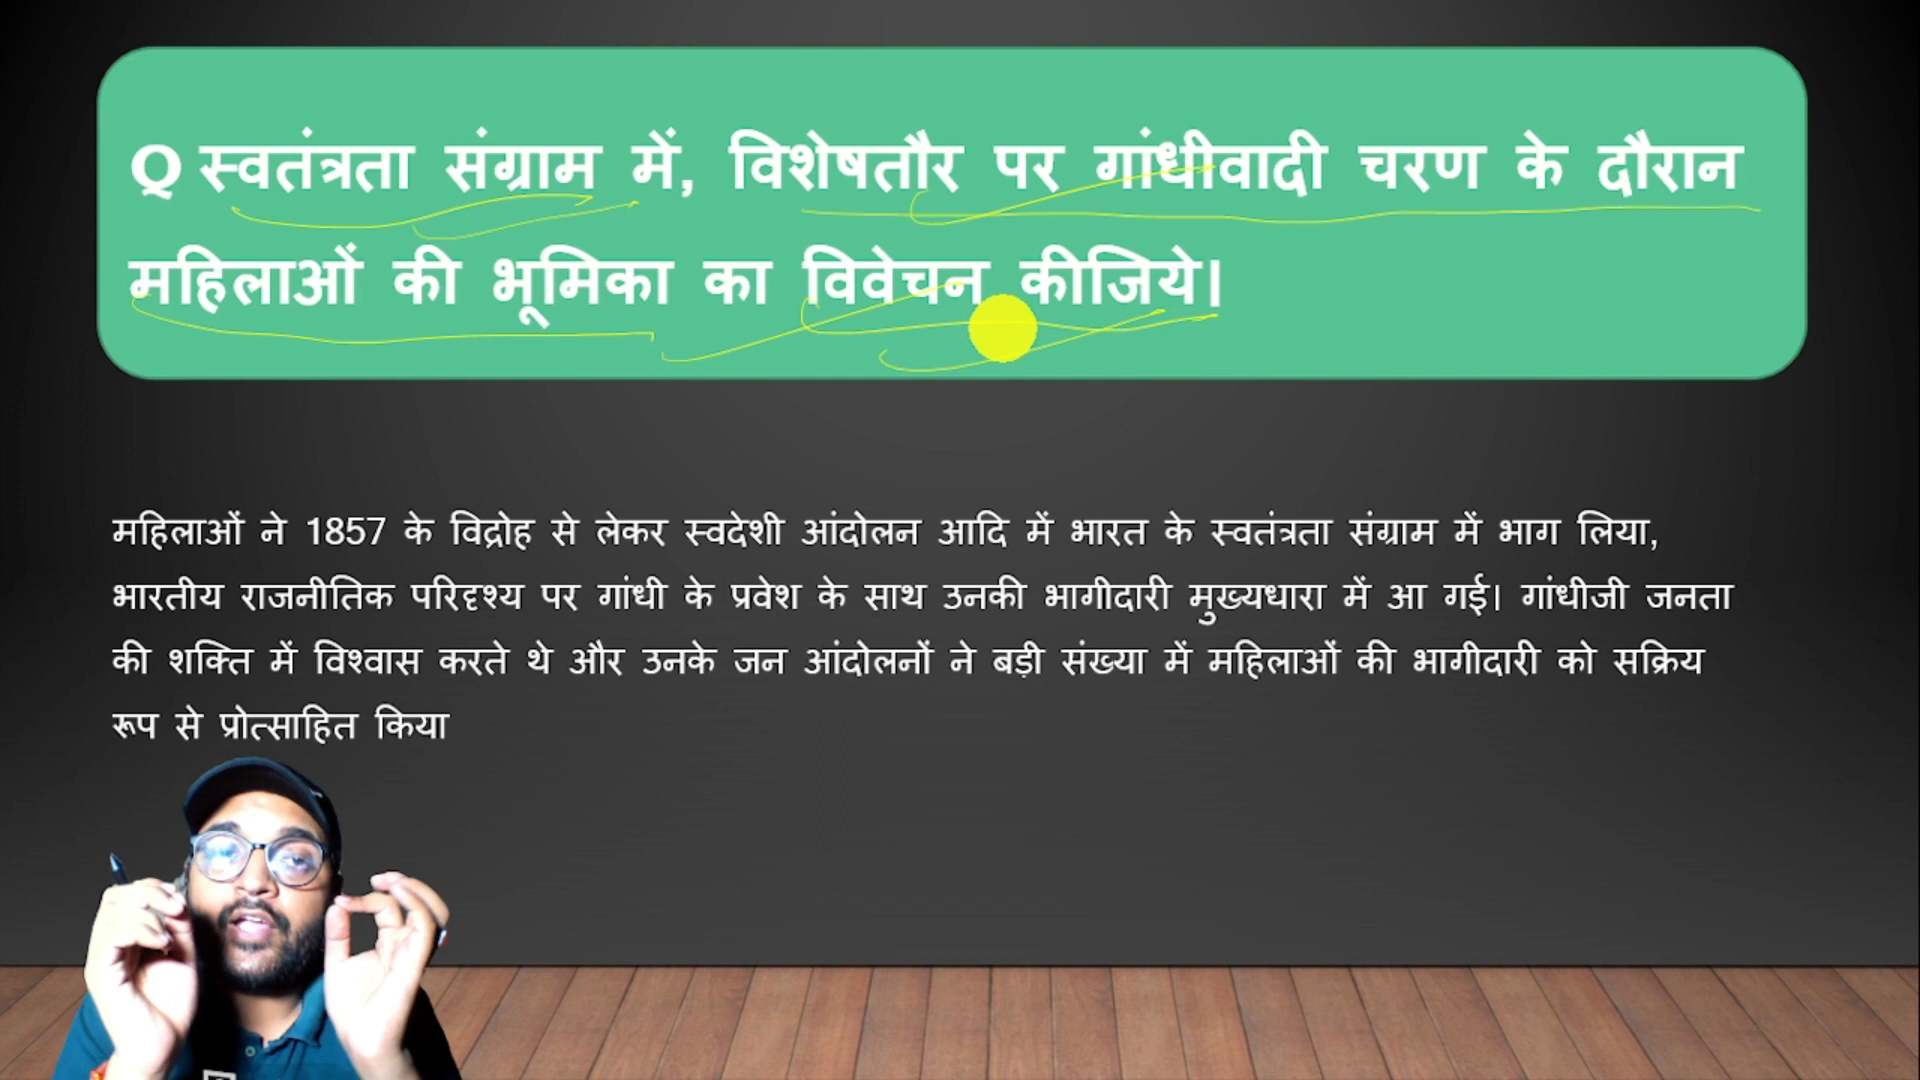 Q स्वतंत्रता संग्राम में, विशेषतौर पर गांधीवादी चरण के दौरान
महिलाओं की भूमिका का विवेचन कीजिये।
महिलाओं ने 1857 के विद्रोह से लेकर स्वदेशी आंदोलन आदि में भारत के स्वतंत्रता संग्राम में भाग लिया,
भारतीय राजनीतिक परिदृश्य पर गांधी के प्रवेश के साथ उनकी भागीदारी मुख्यधारा में आ गई। गांधीजी जनता
की शक्ति में विश्वास करते थे और उनके जन आंदोलनों ने बड़ी संख्या में महिलाओं की भागीदारी को सक्रिय
रूप से प्रोत्साहित किया